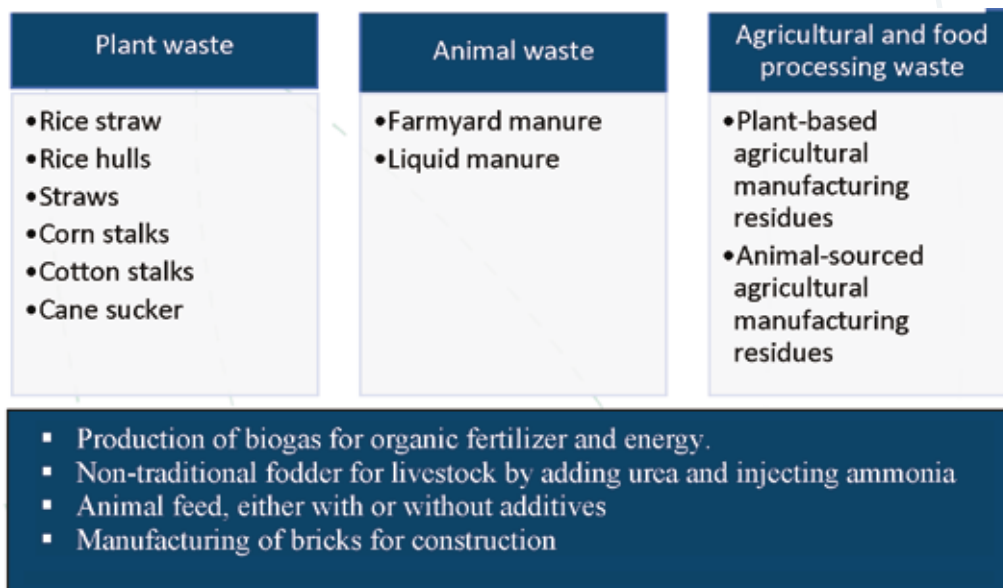 Plant waste
•Rice straw
•Rice hulls
•Straws
•Corn stalks
•Cotton stalks
•Cane sucker
Animal waste
•Farmyard manure
•Liquid manure
Agricultural and food
processing waste
•Plant-based
agricultural
manufacturing
residues
•Animal-sourced
agricultural
manufacturing
residues
▪ Production of biogas for organic fertilizer and energy.
▪ Non-traditional fodder for livestock by adding urea and injecting ammonia
▪ Animal feed, either with or without additives
▪ Manufacturing of bricks for construction